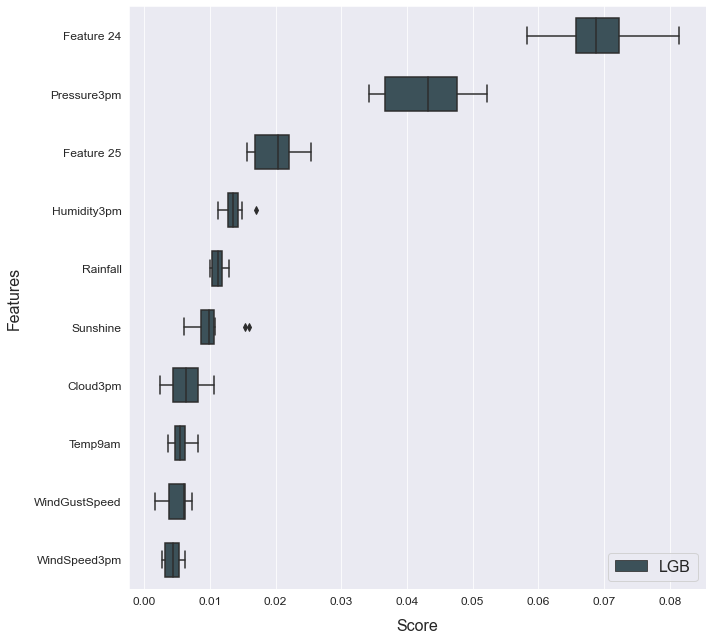 Feature 24
Pressure3pm
Feature 25
Humidity3pm
Rainfall
Sunshine
Cloud3pm
Temp9am
WindGustSpeed
WindSpeed3pm
Features
LGB
0.00 0.01 0.02 0.03 0.04 0.05 0.06 0.07 0.08
Score